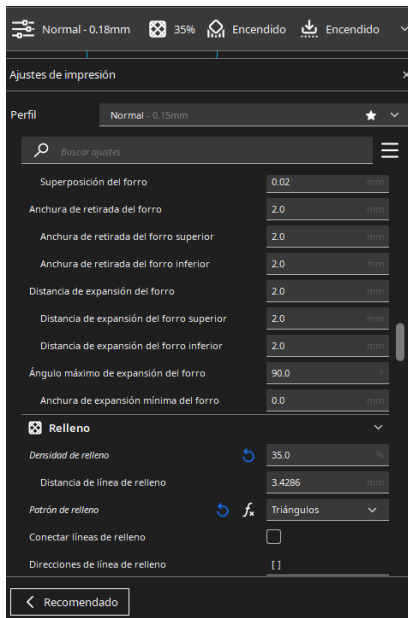 Normal - 0.18mm 35% Encendido Encendido
Ajustes de impresión
Perfil Normal - 0.15mm
Buscar ajustes
Superposición del forro 0.02 mm
Anchura de retirada del forro 2.0 mm
Anchura de retirada del forro superior 2.0 mm
Anchura de retirada del forro inferior 2.0 mm
Distancia de expansión del forro 2.0 mm
Distancia de expansión del forro superior 2.0 mm
Distancia de expansión del forro inferior 2.0 mm
Ángulo máximo de expansión del forro 90.0 °
Anchura de expansión mínima del forro 0.0 mm
Relleno
Densidad de relleno 35.0 %
Distancia de línea de relleno 3.4286 mm
Patrón de relleno Triángulos
Conectar líneas de relleno
Direcciones de línea de relleno [ ]
Recomendado